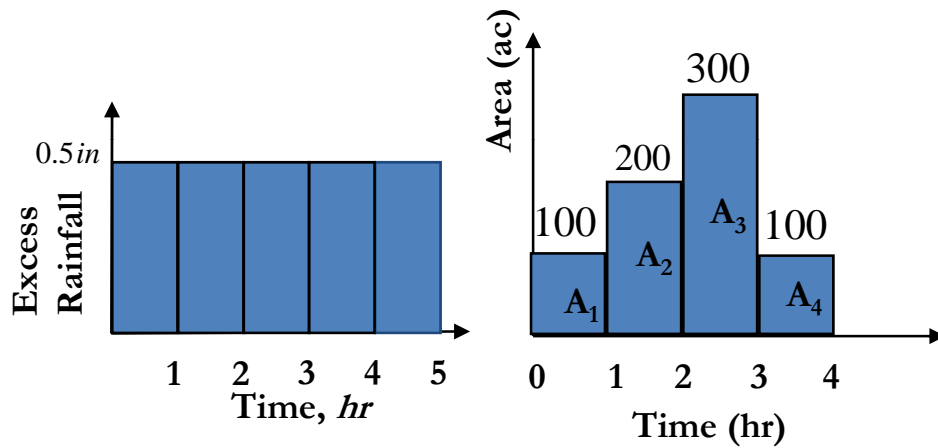 0.5in
Excess
Rainfall
1 2 3 4 5
Time, hr
Area (ac)
100
200
300
100
A1
A2
A3
A4
0 1 2 3 4
Time (hr)